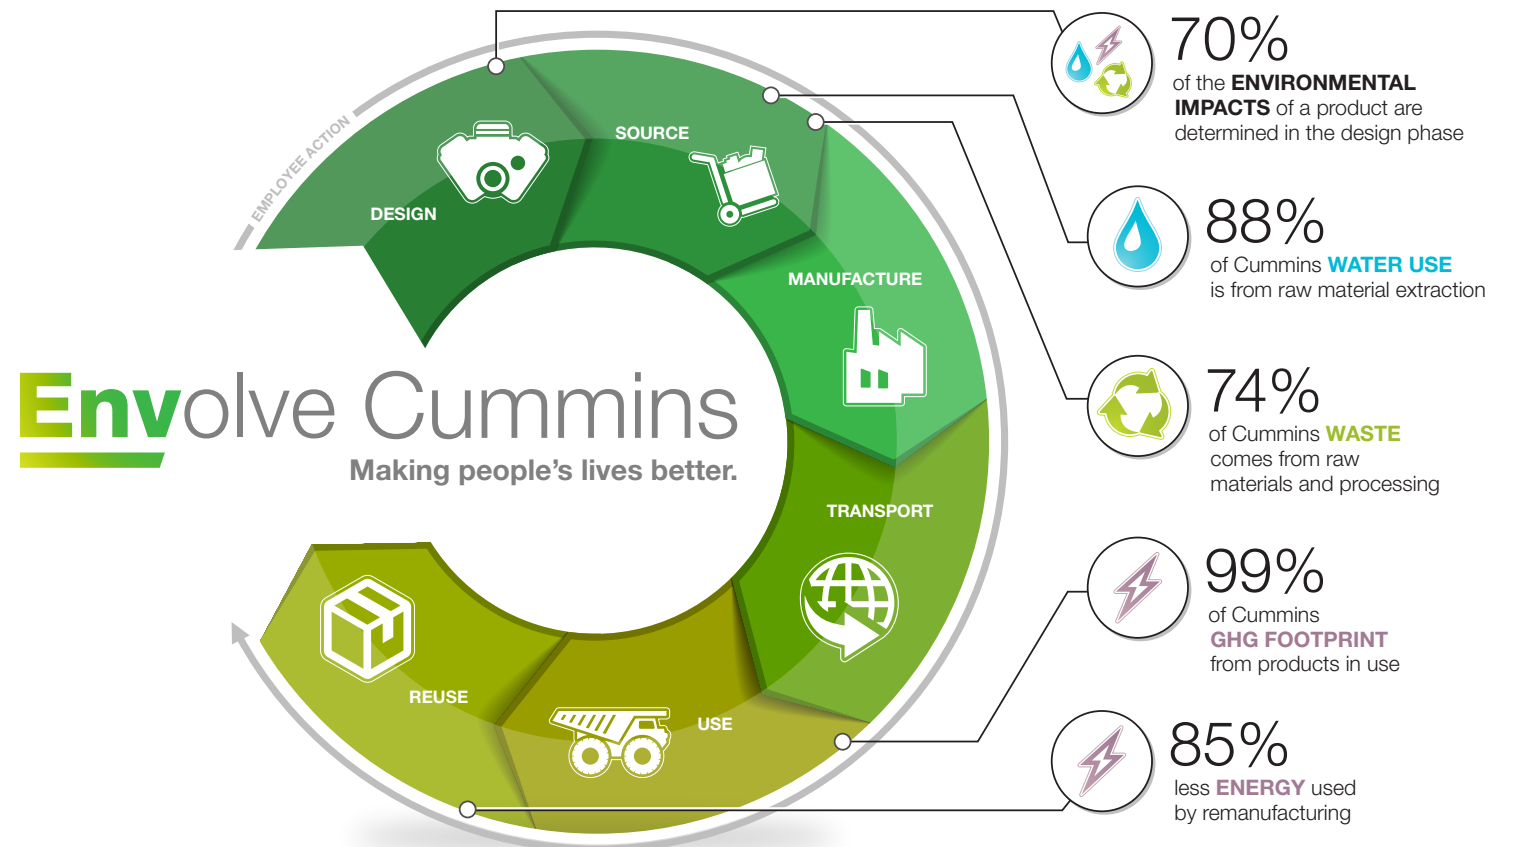 EMPLOYEE ACTION
DESIGN
SOURCE
MANUFACTURE
TRANSPORT
USE
REUSE
Envolve Cummins
Making people's lives better.
70%
of the ENVIRONMENTAL
IMPACTS of a product are
determined in the design phase
88%
of Cummins WATER USE
is from raw material extraction
74%
of Cummins WASTE
comes from raw
materials and processing
99%
of Cummins
GHG FOOTPRINT
from products in use
85%
less ENERGY used
by remanufacturing